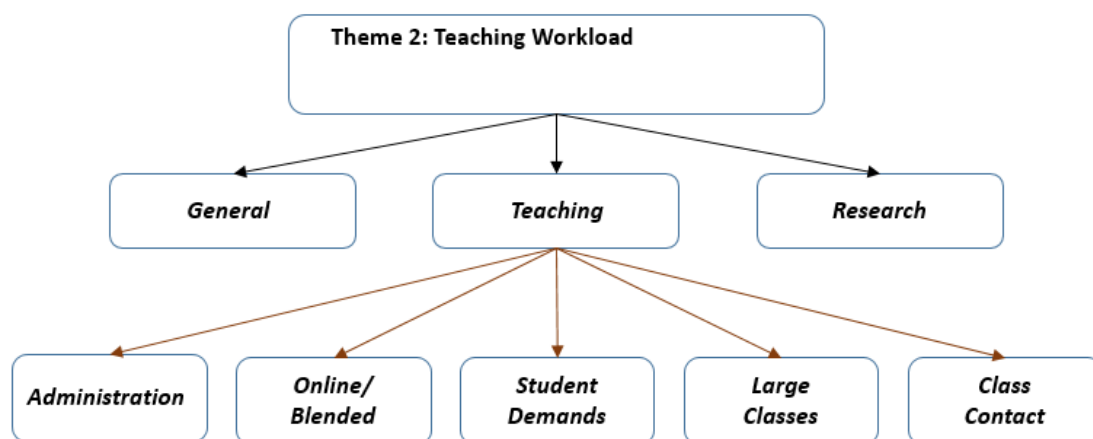 Theme 2: Teaching Workload
General
Teaching
Research
Administration
Online/
Blended
Student
Demands
Large
Classes
Class
Contact